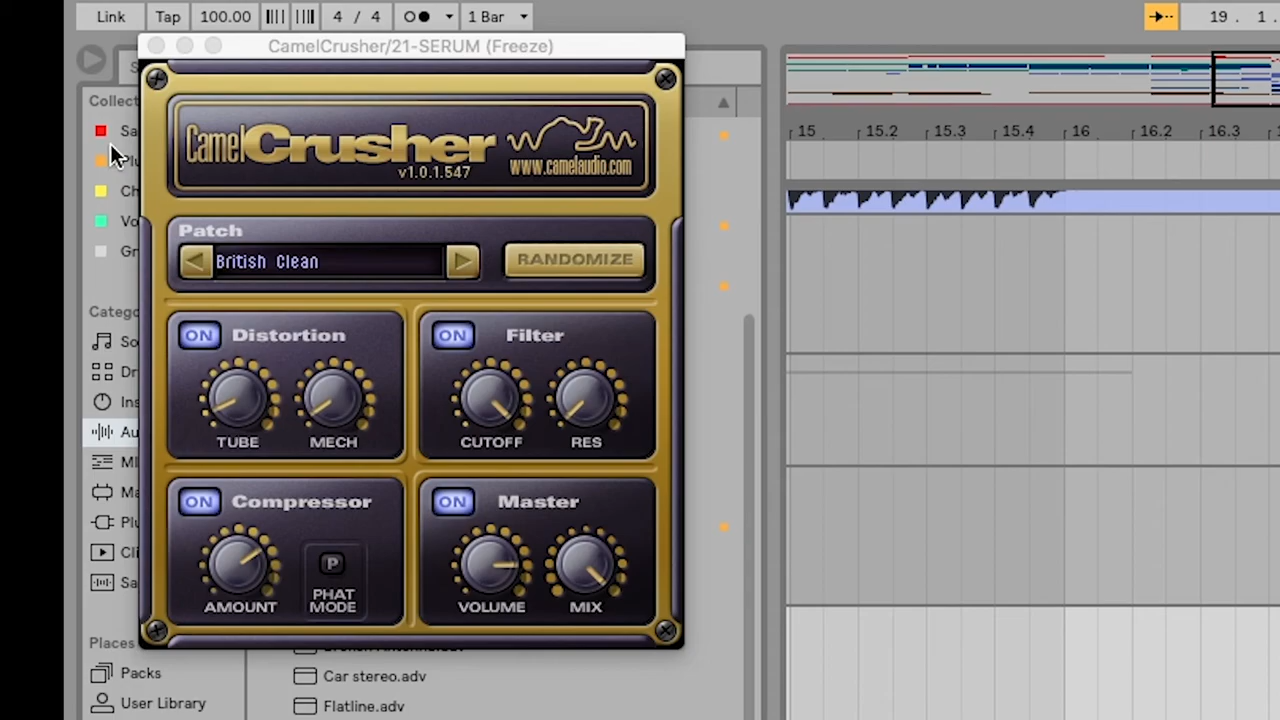 Link
Tap
100.00
4 / 4
1 Bar
19 . 1 .
CamelCrusher/21-SERUM (Freeze)
Collect
Sa
Plu
Ch
Vo
Gr
CamelCrusher
v1.0.1.547
www.camelaudio.com
15
15.2
15.3
15.4
16
16.2
16.3
Patch
British Clean
RANDOMIZE
Catego
So
Dr
Ins
Au
MI
Ma
Plu
Cli
Sa
ON Distortion
TUBE
MECH
ON Filter
CUTOFF
RES
ON Compressor
AMOUNT
P
PHAT
MODE
ON Master
VOLUME
MIX
Places
Packs
User Library
Car stereo.adv
Flatline.adv